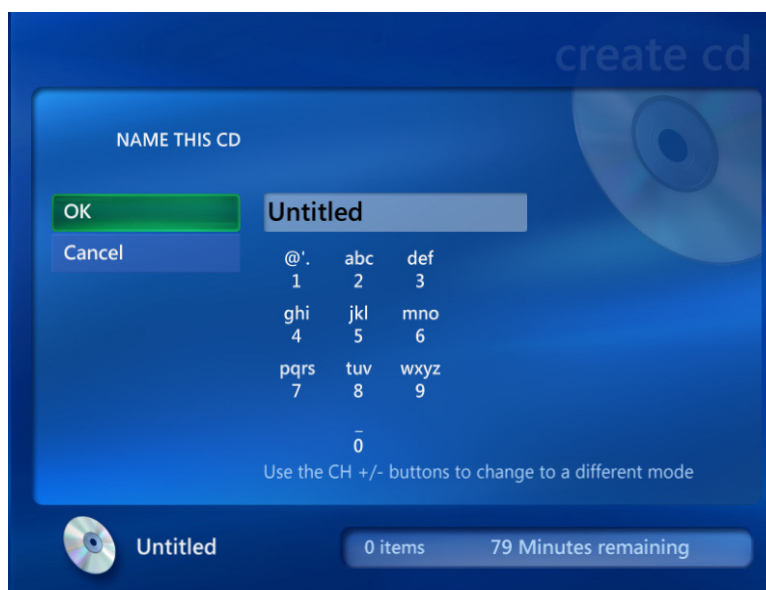 create cd
NAME THIS CD
OK
Untitled
Cancel
@'. abc def
1 2 3
ghi jkl mno
4 5 6
pqrs tuv wxyz
7 8 9
_
0
Use the CH +/- buttons to change to a different mode
Untitled 0 items 79 Minutes remaining